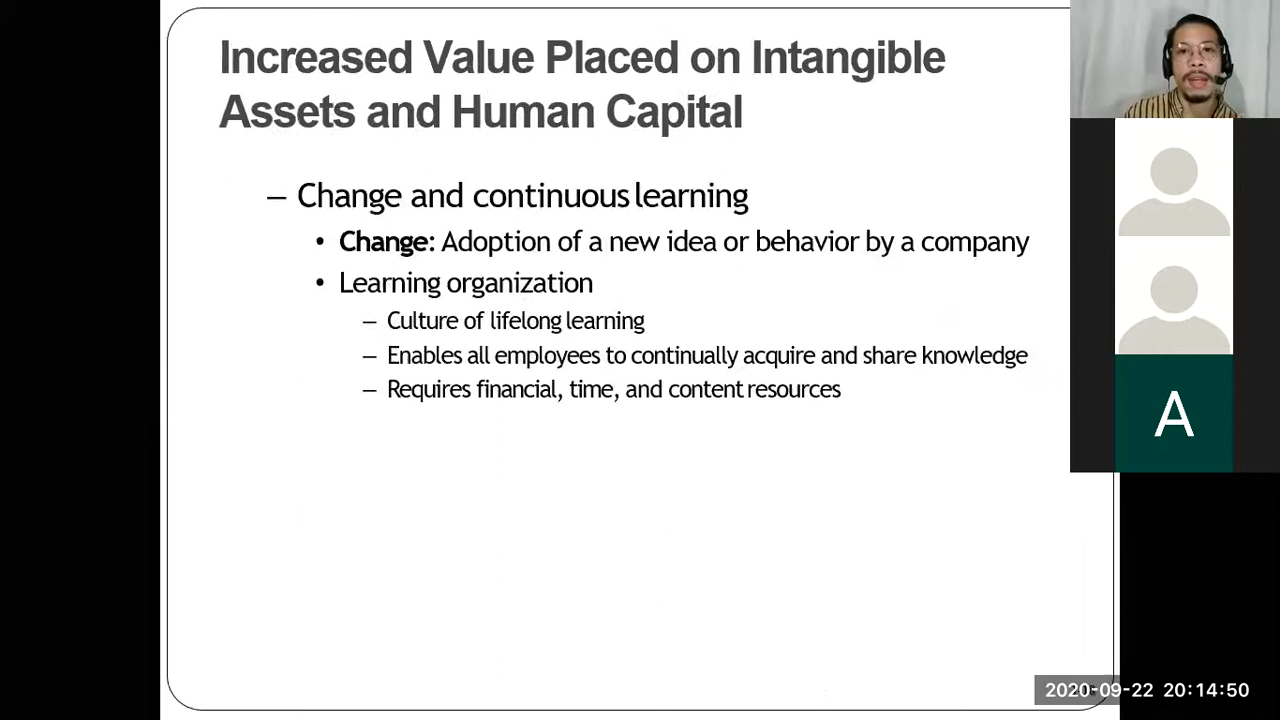 Increased Value Placed on Intangible
Assets and Human Capital
– Change and continuous learning
• Change: Adoption of a new idea or behavior by a company
• Learning organization
– Culture of lifelong learning
– Enables all employees to continually acquire and share knowledge
– Requires financial, time, and content resources
A
2020-09-22 20:14:50